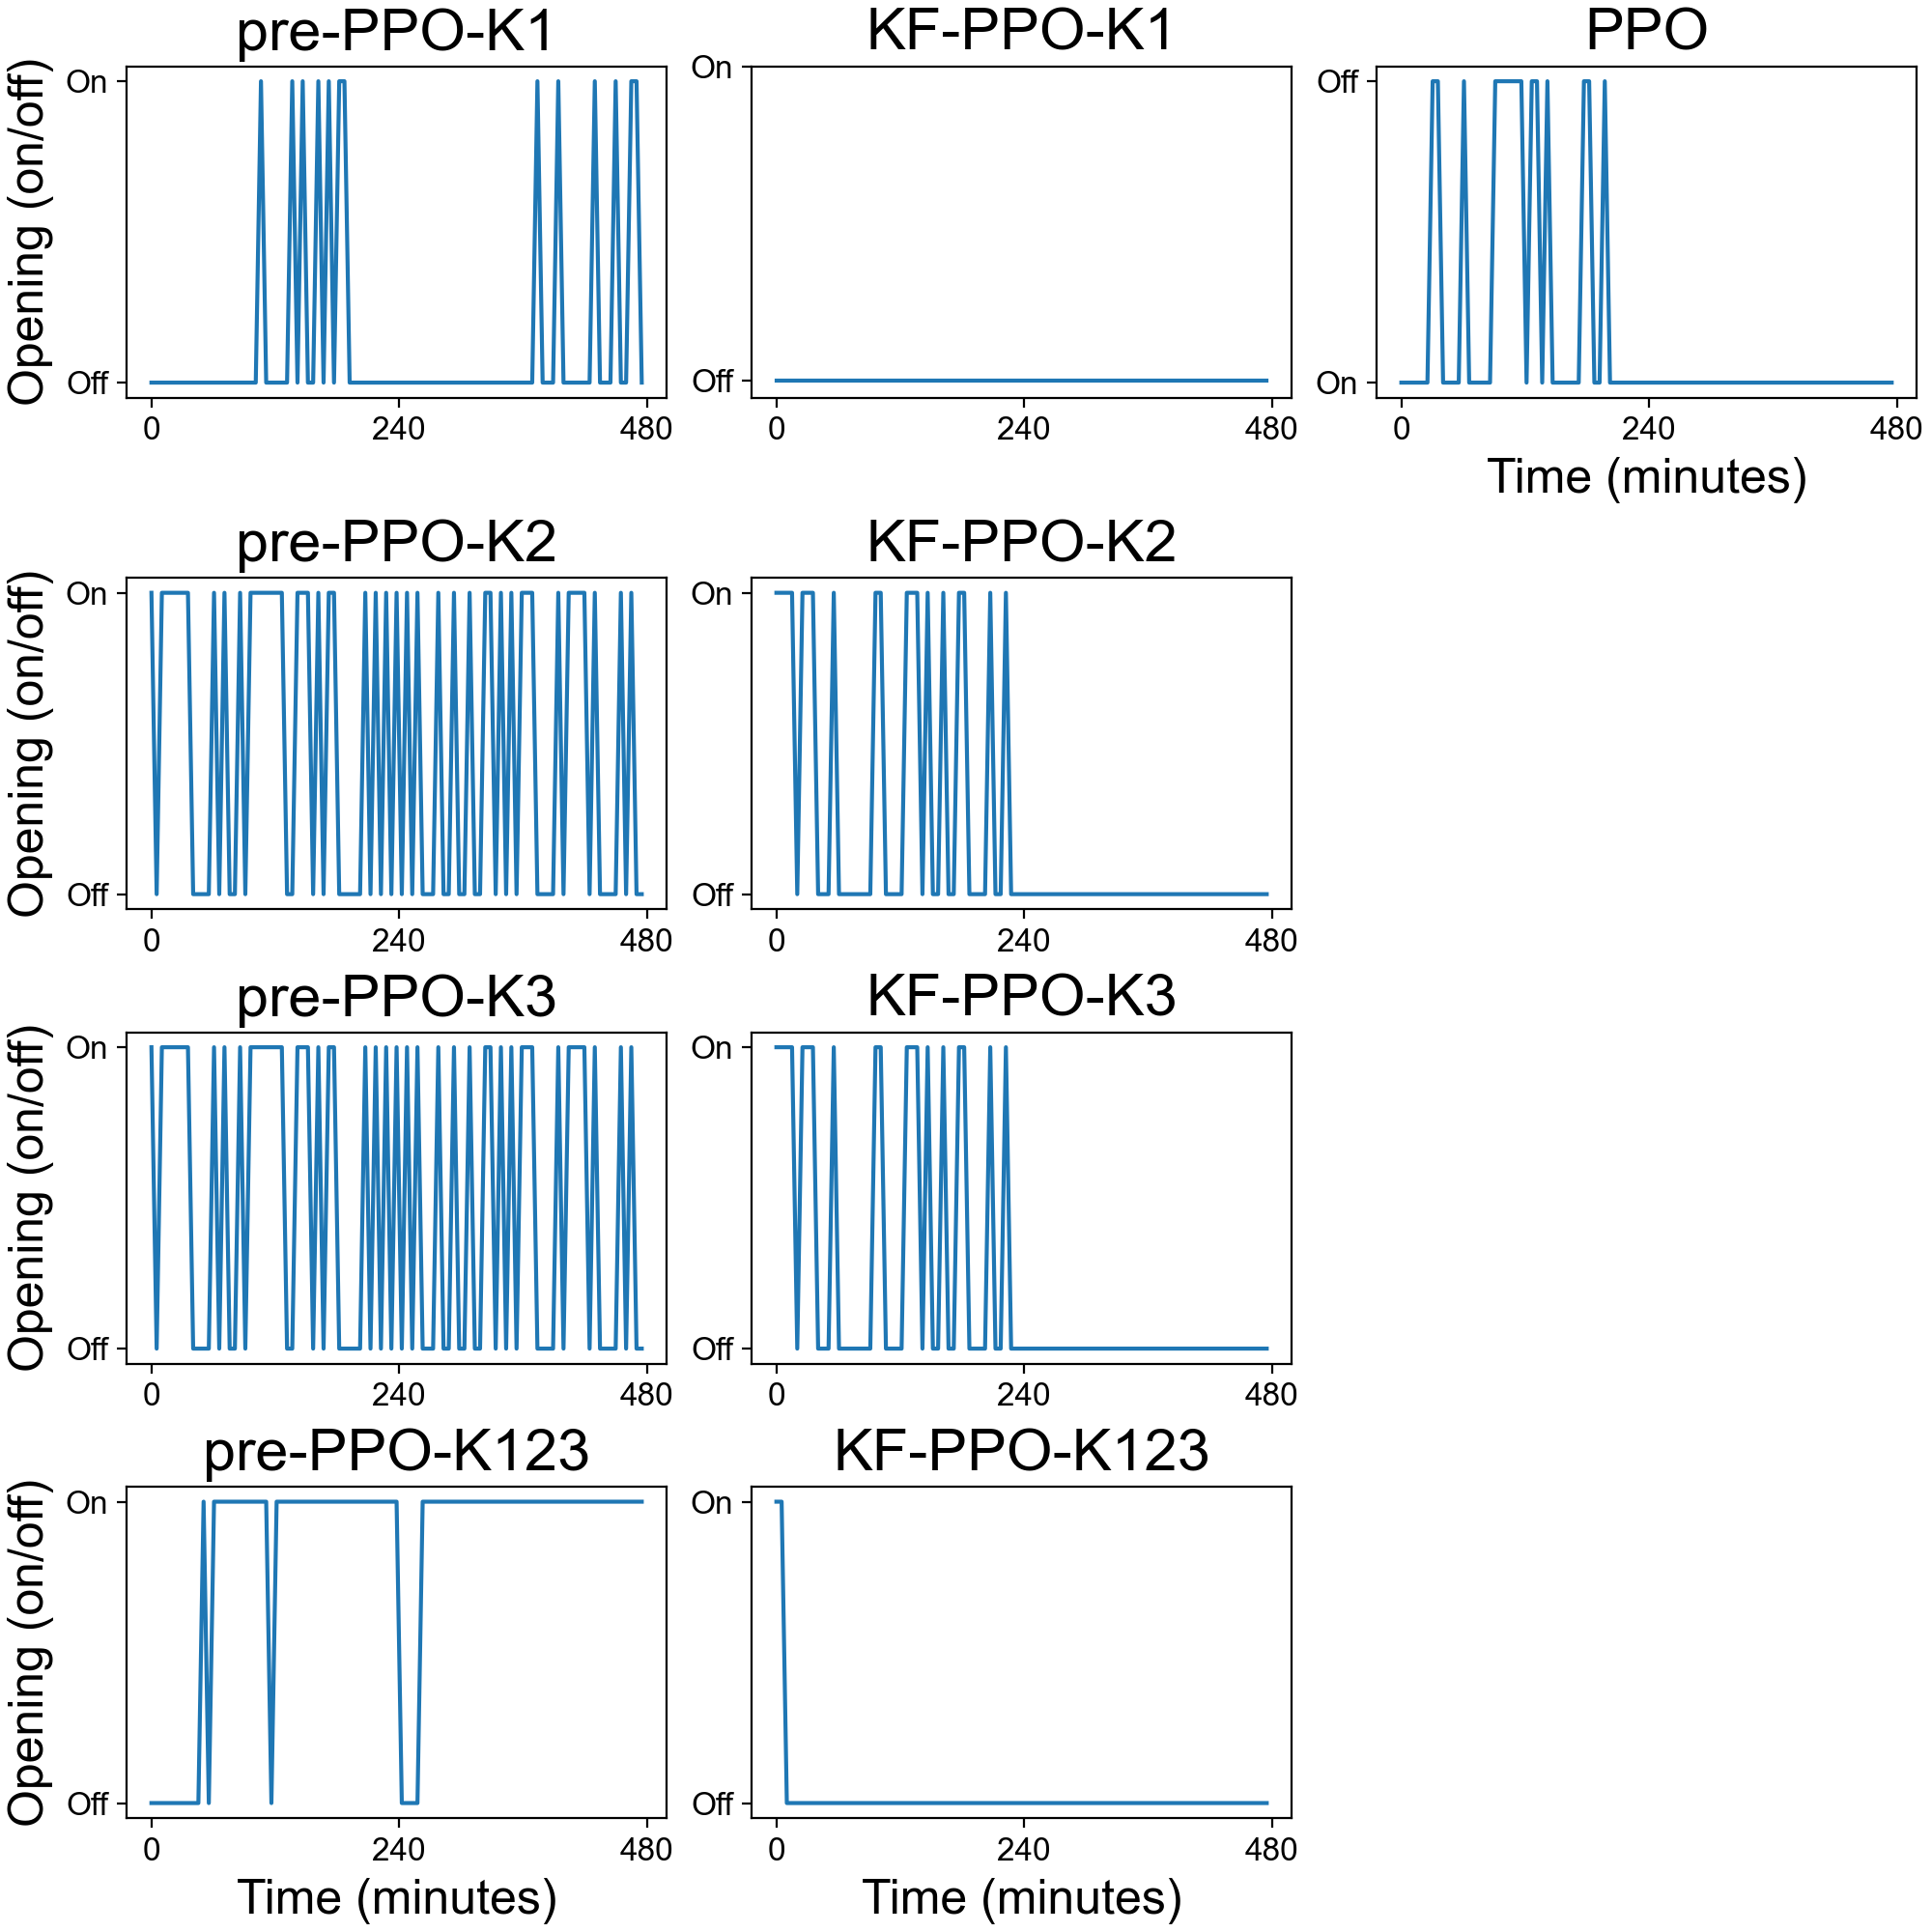 pre-PPO-K1
KF-PPO-K1
PPO
Opening (on/off)
On
Off
0 240 480
On
Off
0 240 480
Off
On
0 240 480
Time (minutes)
pre-PPO-K2
KF-PPO-K2
Opening (on/off)
On
Off
0 240 480
On
Off
0 240 480
pre-PPO-K3
KF-PPO-K3
Opening (on/off)
On
Off
0 240 480
On
Off
0 240 480
pre-PPO-K123
KF-PPO-K123
Opening (on/off)
On
Off
0 240 480
Time (minutes)
On
Off
0 240 480
Time (minutes)